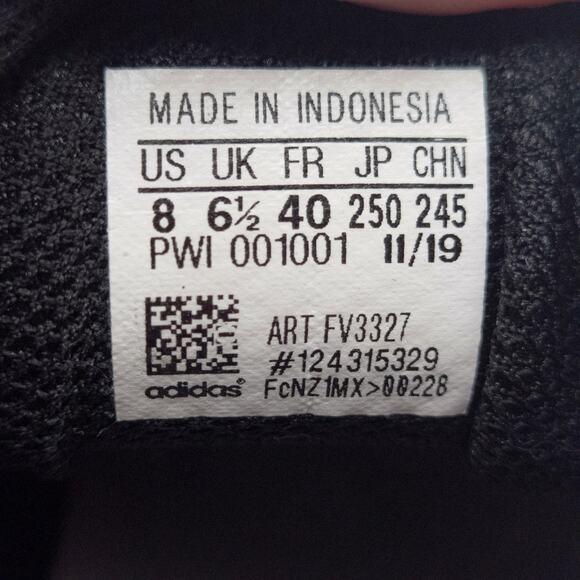 MADE IN INDONESIA
US UK FR JP CHN
8 6½ 40 250 245
PWI 001001 11/19
ART FV3327
#124315329
adidas® FcNZ1MX>00228